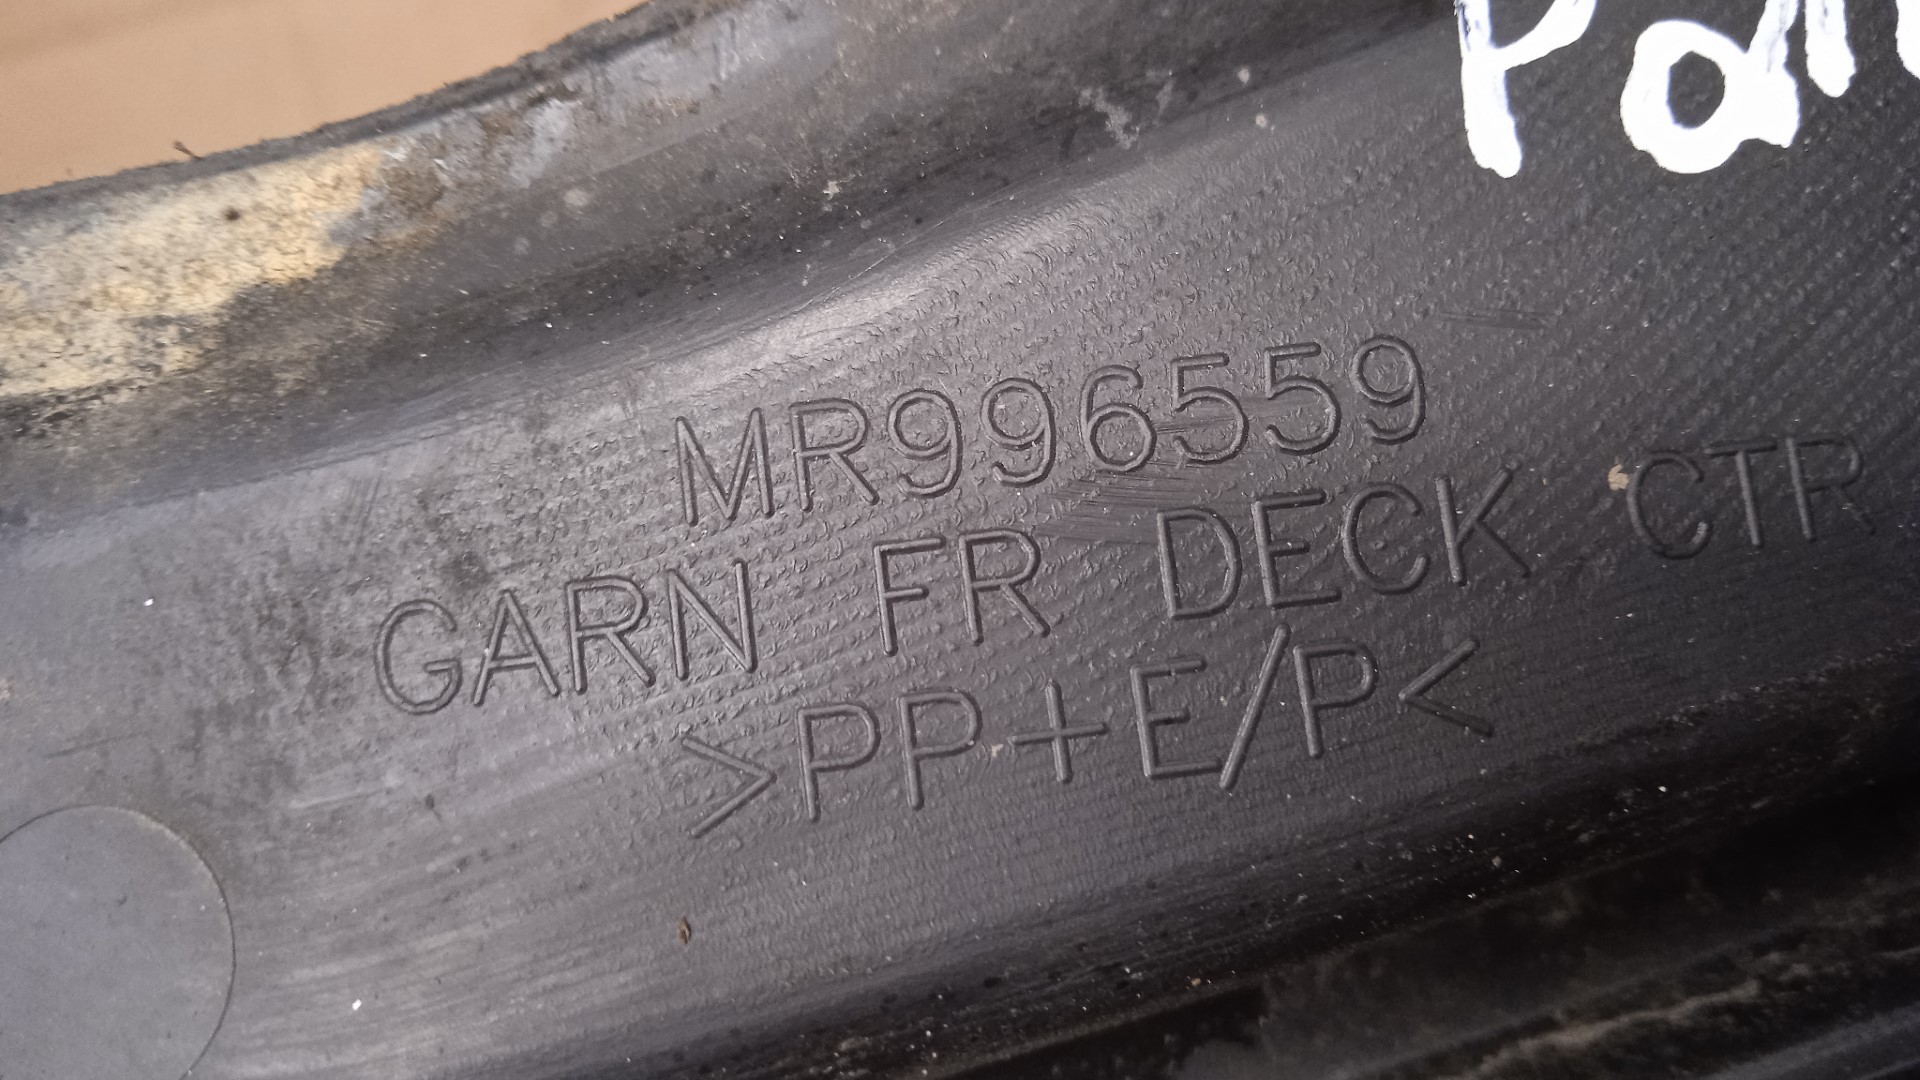 MR996559
GARN FR DECK CTR
>PP+E/P<